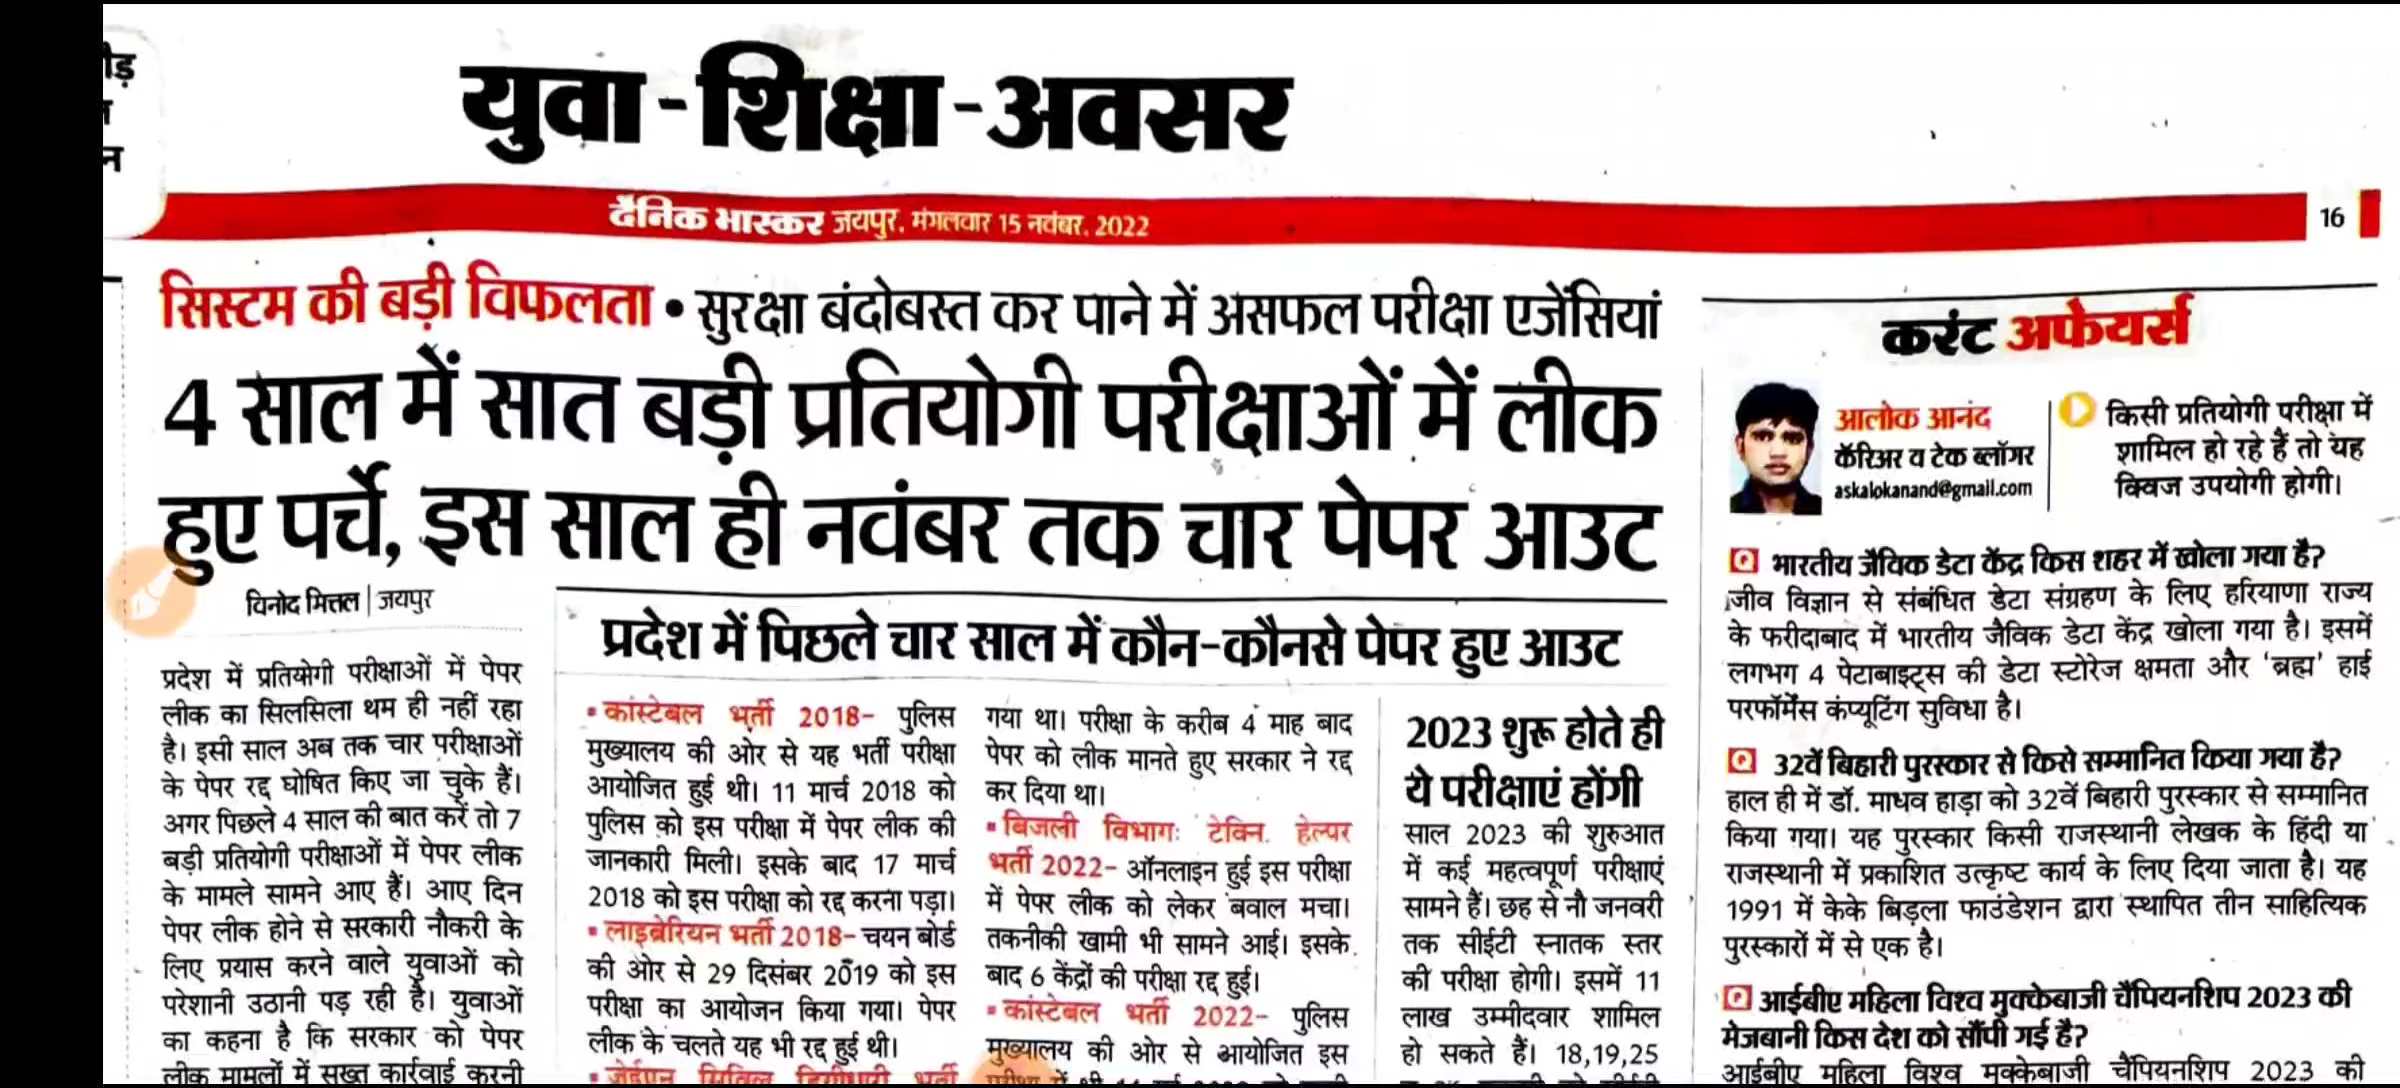 ीड़
न
युवा-शिक्षा-अवसर
दैनिक भास्कर जयपुर, मंगलवार 15 नवंबर, 2022
16
सिस्टम की बड़ी विफलता • सुरक्षा बंदोबस्त कर पाने में असफल परीक्षा एजेंसियां
4 साल में सात बड़ी प्रतियोगी परीक्षाओं में लीक
हुए पर्चे, इस साल ही नवंबर तक चार पेपर आउट
विनोद मित्तल | जयपुर
प्रदेश में प्रतियोगी परीक्षाओं में पेपर
लीक का सिलसिला थम ही नहीं रहा
है। इसी साल अब तक चार परीक्षाओं
के पेपर रद्द घोषित किए जा चुके हैं।
अगर पिछले 4 साल की बात करें तो 7
बड़ी प्रतियोगी परीक्षाओं में पेपर लीक
के मामले सामने आए हैं। आए दिन
पेपर लीक होने से सरकारी नौकरी के
लिए प्रयास करने वाले युवाओं को
परेशानी उठानी पड़ रही है। युवाओं
का कहना है कि सरकार को पेपर
लीक मामलों में सख्त कार्रवाई करनी
प्रदेश में पिछले चार साल में कौन-कौनसे पेपर हुए आउट
▪ कांस्टेबल भर्ती 2018- पुलिस
मुख्यालय की ओर से यह भर्ती परीक्षा
आयोजित हुई थी। 11 मार्च 2018 को
पुलिस को इस परीक्षा में पेपर लीक की
जानकारी मिली। इसके बाद 17 मार्च
2018 को इस परीक्षा को रद्द करना पड़ा।
▪ लाइब्रेरियन भर्ती 2018- चयन बोर्ड
की ओर से 29 दिसंबर 2019 को इस
परीक्षा का आयोजन किया गया। पेपर
लीक के चलते यह भी रद्द हुई थी।
▪ जेईएन सिविल डिग्रीधारी भर्ती
गया था। परीक्षा के करीब 4 माह बाद
पेपर को लीक मानते हुए सरकार ने रद्द
कर दिया था।
▪ बिजली विभागः टेक्नि. हेल्पर
भर्ती 2022- ऑनलाइन हुई इस परीक्षा
में पेपर लीक को लेकर बवाल मचा।
तकनीकी खामी भी सामने आई। इसके
बाद 6 केंद्रों की परीक्षा रद्द हुई।
▪ कांस्टेबल भर्ती 2022- पुलिस
मुख्यालय की ओर से आयोजित इस
2023 शुरू होते ही
ये परीक्षाएं होंगी
साल 2023 की शुरुआत
में कई महत्वपूर्ण परीक्षाएं
सामने हैं। छह से नौ जनवरी
तक सीईटी स्नातक स्तर
की परीक्षा होगी। इसमें 11
लाख उम्मीदवार शामिल
हो सकते हैं। 18,19,25
करंट अफेयर्स
आलोक आनंद
कॅरिअर व टेक ब्लॉगर
askalokanand@gmail.com
किसी प्रतियोगी परीक्षा में
शामिल हो रहे हैं तो यह
क्विज उपयोगी होगी।
Q भारतीय जैविक डेटा केंद्र किस शहर में खोला गया है?
जीव विज्ञान से संबंधित डेटा संग्रहण के लिए हरियाणा राज्य
के फरीदाबाद में भारतीय जैविक डेटा केंद्र खोला गया है। इसमें
लगभग 4 पेटाबाइट्स की डेटा स्टोरेज क्षमता और 'ब्रह्म' हाई
परफॉर्मेंस कंप्यूटिंग सुविधा है।
Q 32वें बिहारी पुरस्कार से किसे सम्मानित किया गया है?
हाल ही में डॉ. माधव हाड़ा को 32वें बिहारी पुरस्कार से सम्मानित
किया गया। यह पुरस्कार किसी राजस्थानी लेखक के हिंदी या
राजस्थानी में प्रकाशित उत्कृष्ट कार्य के लिए दिया जाता है। यह
1991 में केके बिड़ला फाउंडेशन द्वारा स्थापित तीन साहित्यिक
पुरस्कारों में से एक है।
Q आईबीए महिला विश्व मुक्केबाजी चैंपियनशिप 2023 की
मेजबानी किस देश को सौंपी गई है?
आईबीए महिला विश्व मुक्केबाजी चैंपियनशिप 2023 की